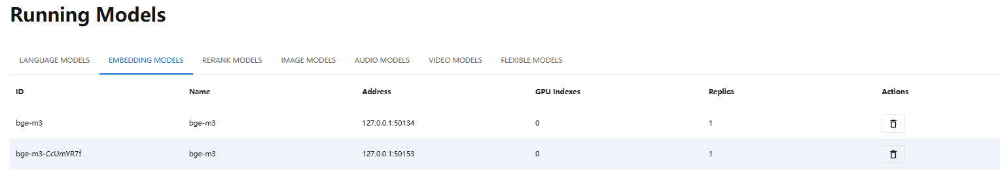 Running Models
LANGUAGE MODELS EMBEDDING MODELS RERANK MODELS IMAGE MODELS AUDIO MODELS VIDEO MODELS FLEXIBLE MODELS
ID Name Address GPU Indexes Replica Actions
bge-m3 bge-m3 127.0.0.1:50134 0 1
bge-m3-CcUmYR7f bge-m3 127.0.0.1:50153 0 1